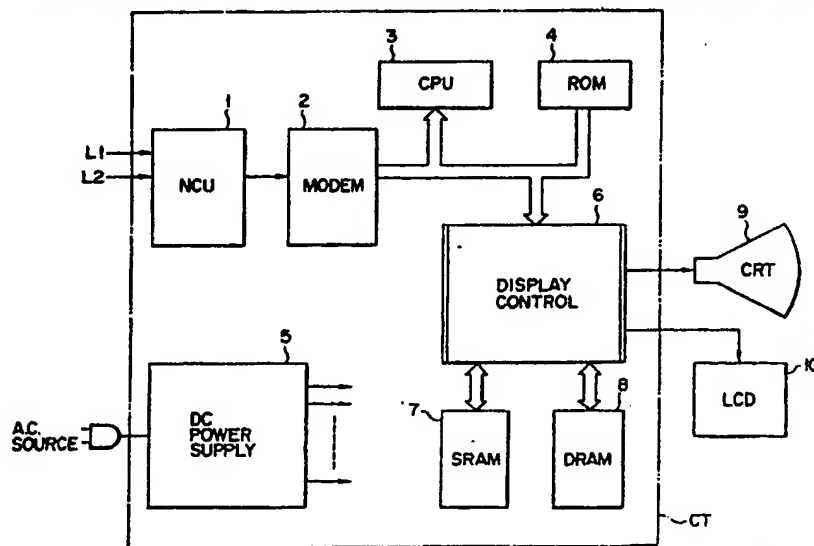 3
CPU
4
ROM
1
NCU
2
MODEM
L1
L2
6
DISPLAY
CONTROL
9
CRT
10
LCD
5
DC
POWER
SUPPLY
A.C.
SOURCE
7
SRAM
8
DRAM
CT